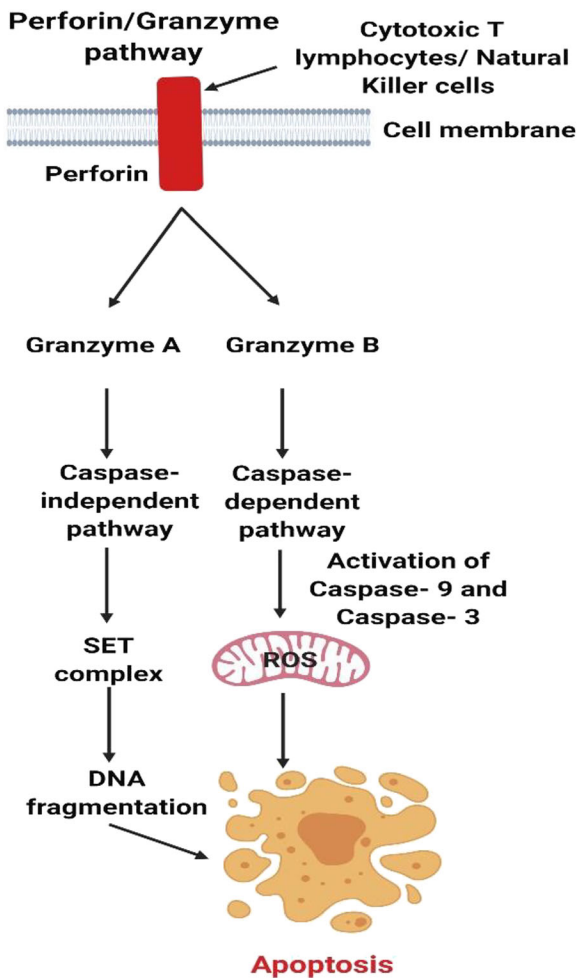 Perforin/Granzyme
pathway
Cytotoxic T
lymphocytes/ Natural
Killer cells
Cell membrane
Perforin
Granzyme A
Granzyme B
Caspase-
independent
pathway
Caspase-
dependent
pathway
Activation of
Caspase- 9 and
Caspase- 3
SET
complex
ROS
DNA
fragmentation
Apoptosis